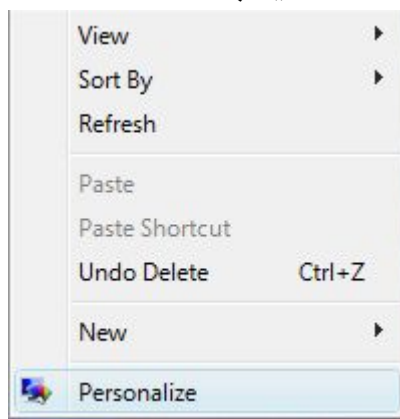 View
Sort By
Refresh
Paste
Paste Shortcut
Undo Delete Ctrl+Z
New
Personalize